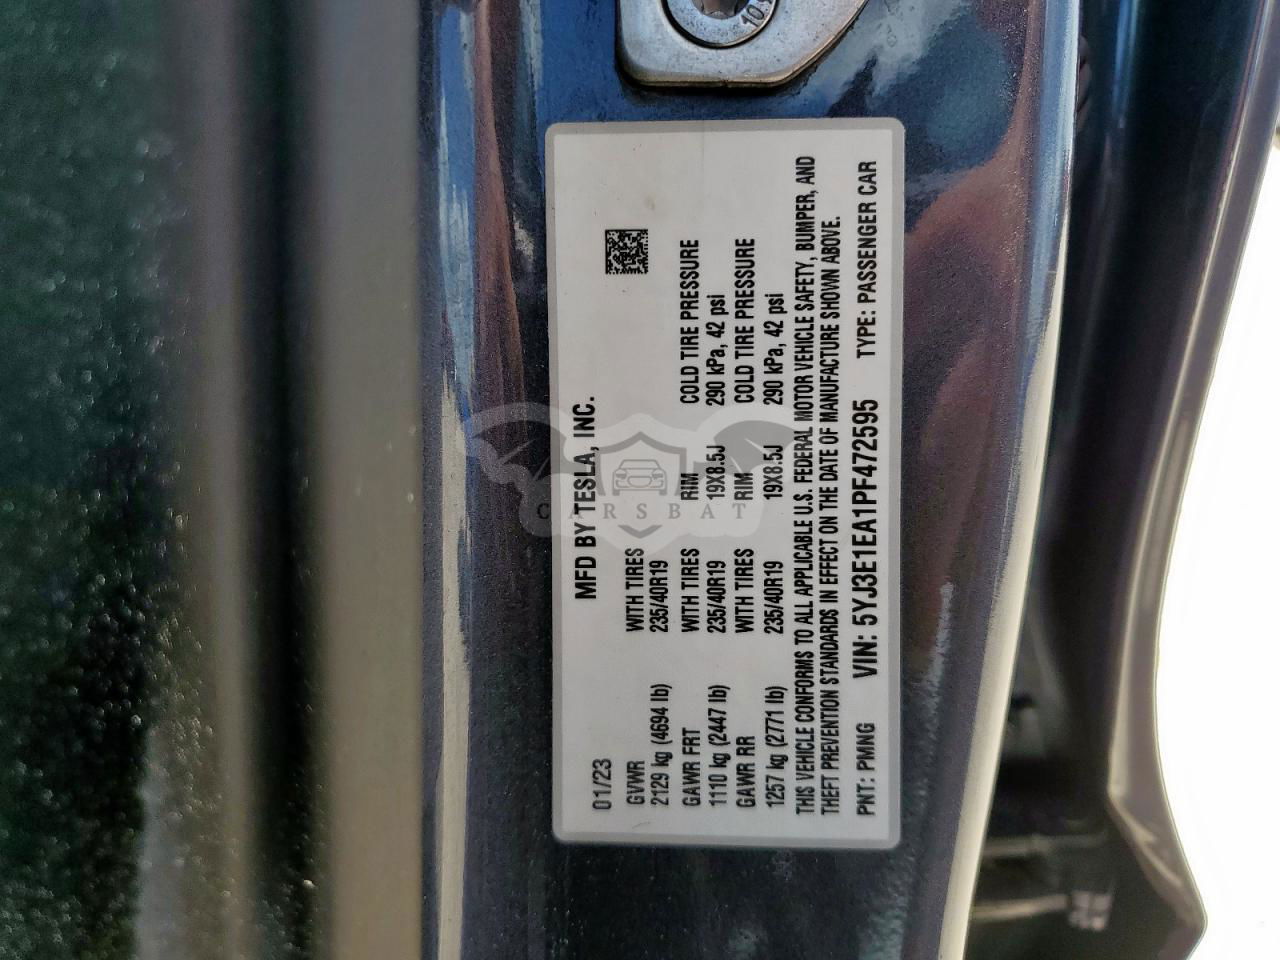 10.9
01/23 MFD BY TESLA, INC.
GVWR WITH TIRES
2129 kg (4694 lb) 235/40R19
GAWR FRT WITH TIRES RIM COLD TIRE PRESSURE
1110 kg (2447 lb) 235/40R19 19X8.5J 290 kPa, 42 psi
GAWR RR WITH TIRES RIM COLD TIRE PRESSURE
1257 kg (2771 lb) 235/40R19 19X8.5J 290 kPa, 42 psi
THIS VEHICLE CONFORMS TO ALL APPLICABLE U.S. FEDERAL MOTOR VEHICLE SAFETY, BUMPER, AND
THEFT PREVENTION STANDARDS IN EFFECT ON THE DATE OF MANUFACTURE SHOWN ABOVE.
PNT: PMNG VIN: 5YJ3E1EA1PF472595 TYPE: PASSENGER CAR
CARSBAT